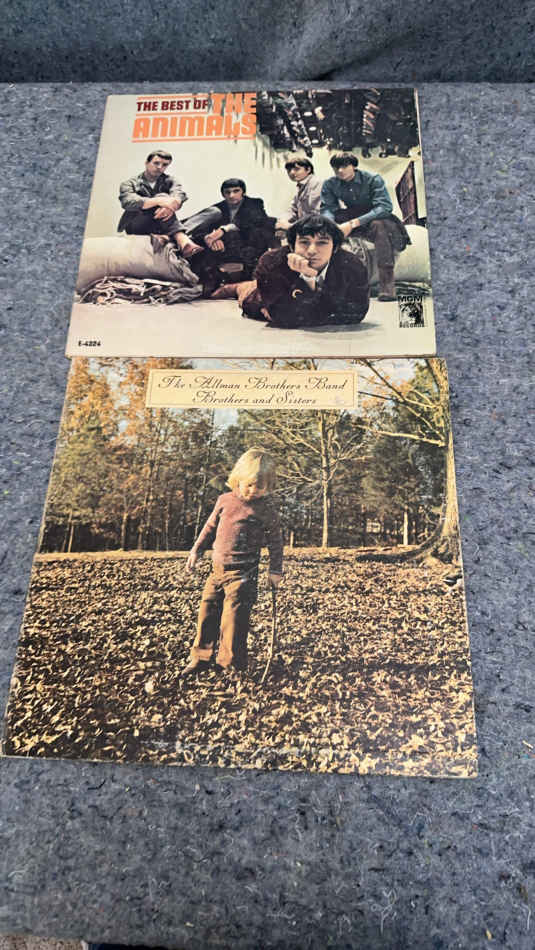 THE BEST OF THE
ANIMALS
MGM
Records
E-4324
The Allman Brothers Band
Brothers and Sisters